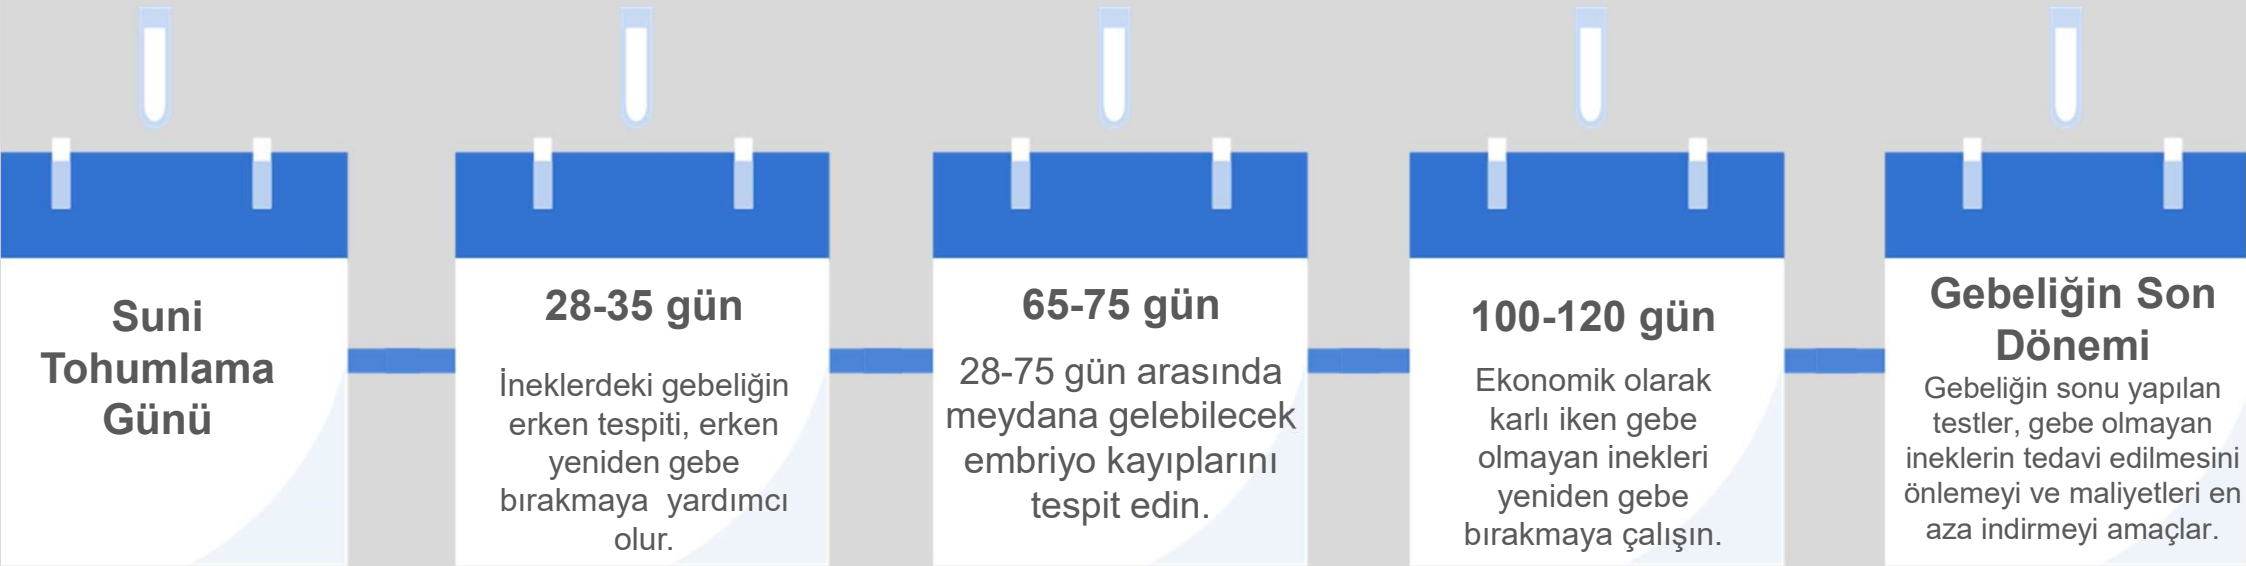 Suni
Tohumlama
Günü
28-35 gün
İneklerdeki gebeliğin
erken tespiti, erken
yeniden gebe
bırakmaya  yardımcı
olur.
65-75 gün
28-75 gün arasında
meydana gelebilecek
embriyo kayıplarını
tespit edin.
100-120 gün
Ekonomik olarak
karlı iken gebe
olmayan inekleri
yeniden gebe
bırakmaya çalışın.
Gebeliğin Son
Dönemi
Gebeliğin sonu yapılan
testler, gebe olmayan
ineklerin tedavi edilmesini
önlemeyi ve maliyetleri en
aza indirmeyi amaçlar.